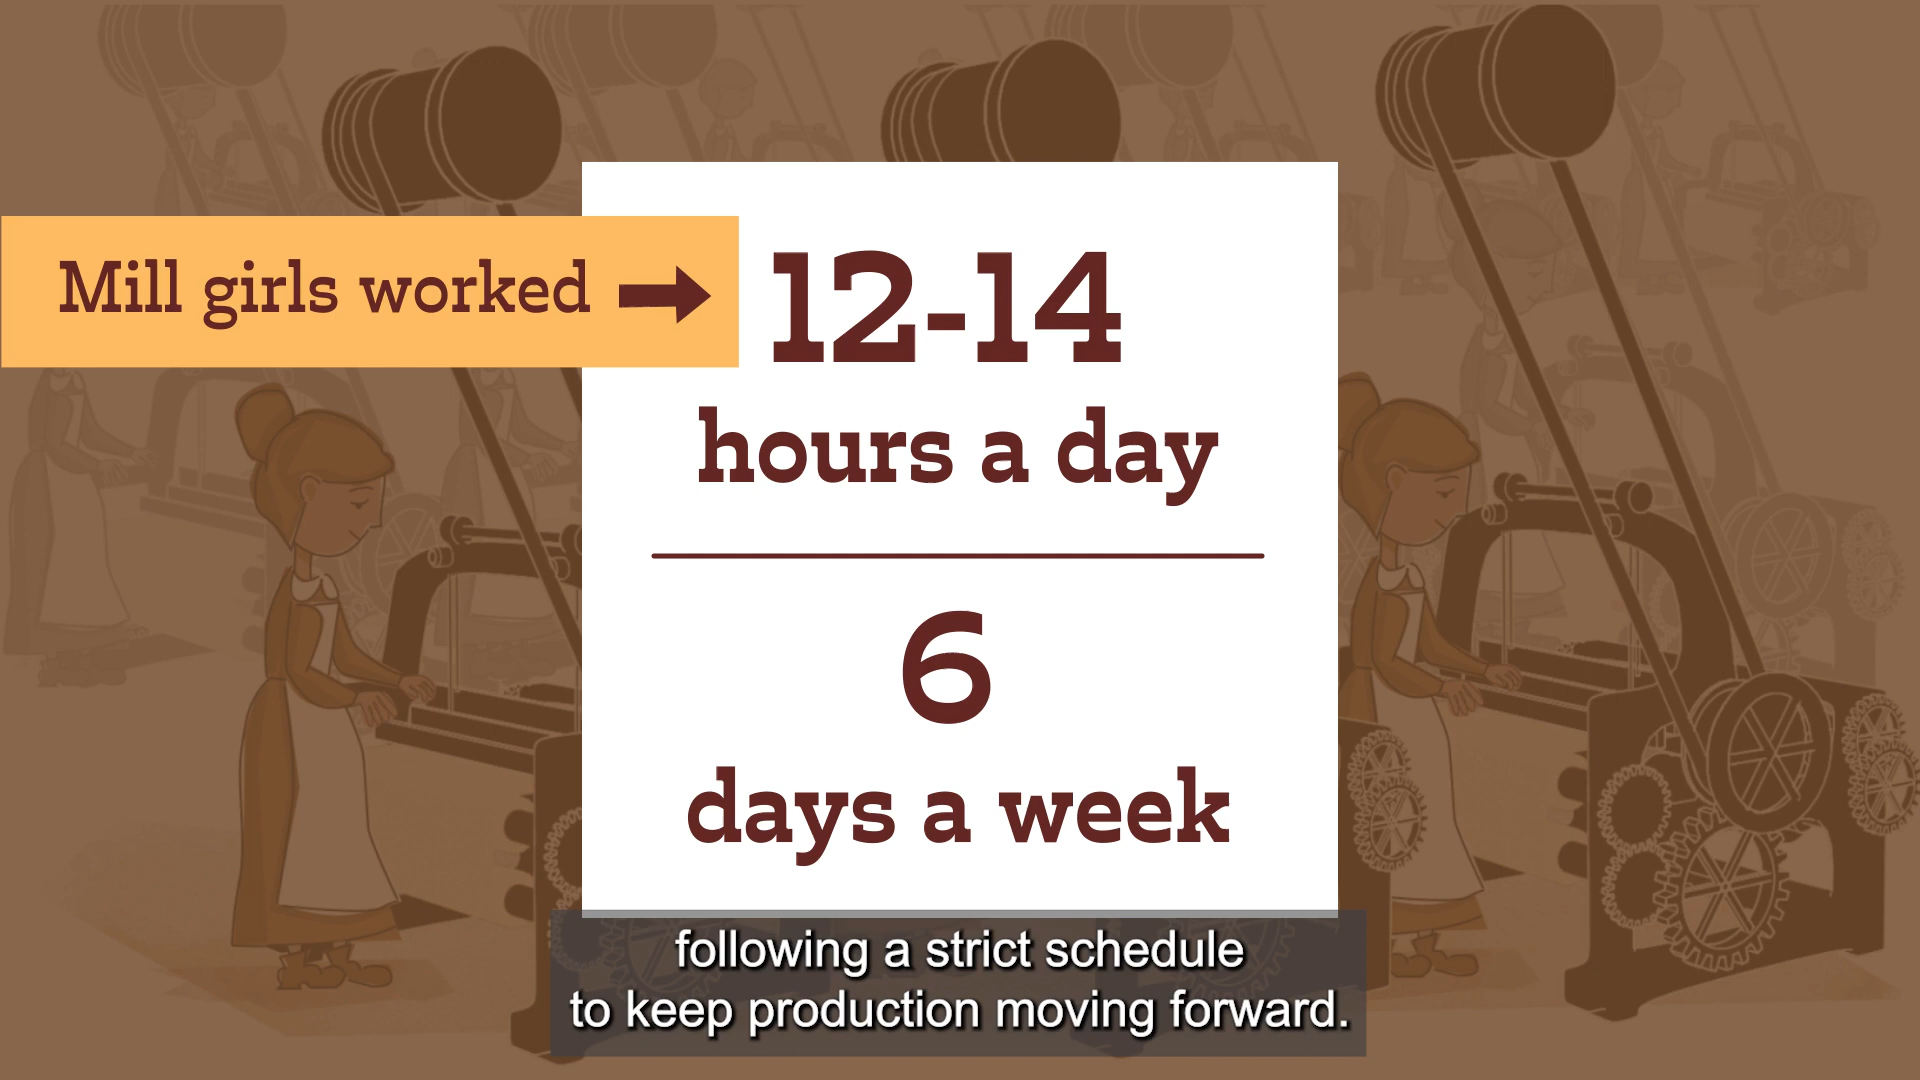 Mill girls worked
12-14
hours a day
6
days a week
following a strict schedule
to keep production moving forward.